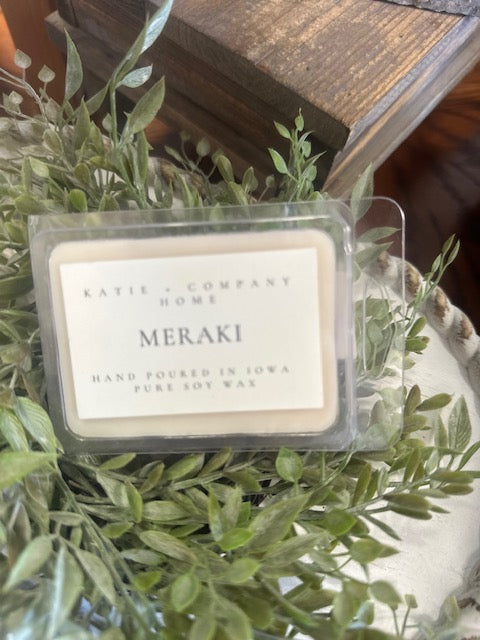 KATIE + COMPANY
HOME
MERAKI
HAND POURED IN IOWA
PURE SOY WAX